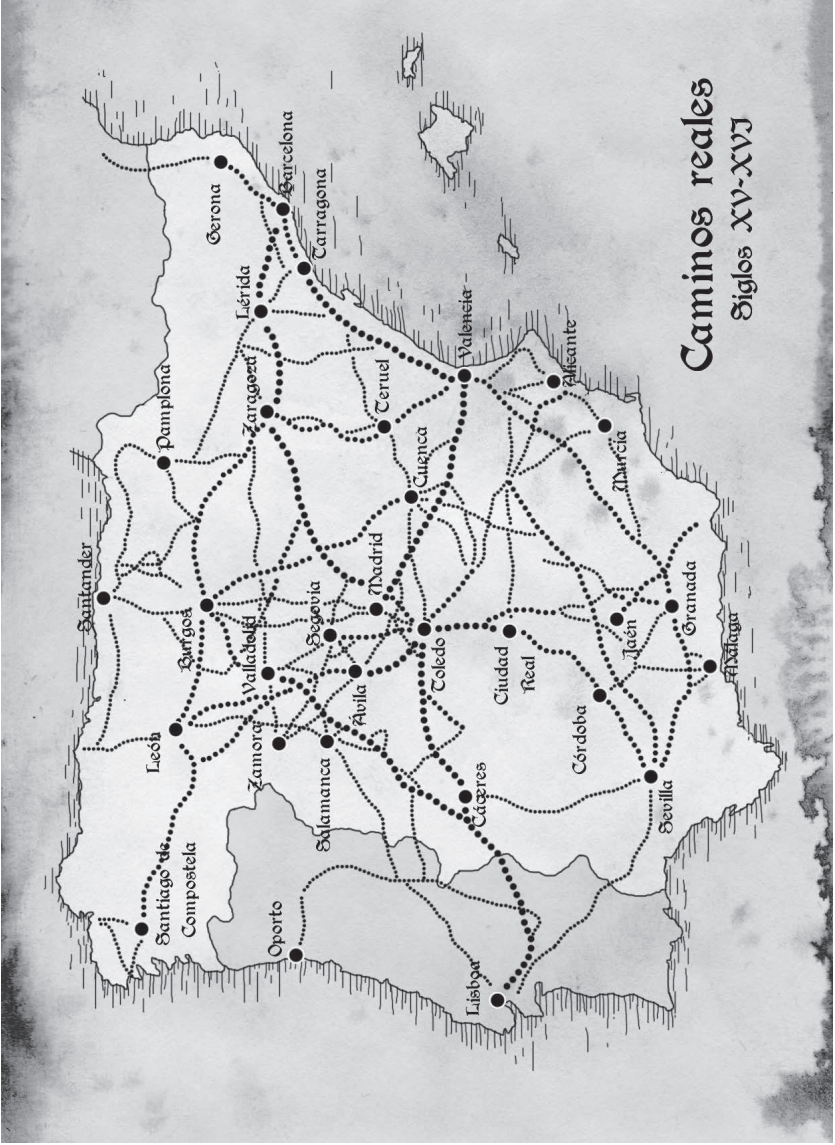 Caminos reales
Siglos XV-XVI
Santander
Santiago de
Compostela
León
Burgos
Pamplona
Gerona
Oporto
Zamora
Valladolid
Zaragoza
Lérida
Barcelona
Salamanca
Segovia
Tarragona
Ávila
Madrid
Teruel
Cuenca
Toledo
Lisboa
Cáceres
Valencia
Ciudad
Real
Alicante
Córdoba
Jaén
Murcia
Sevilla
Granada
Málaga